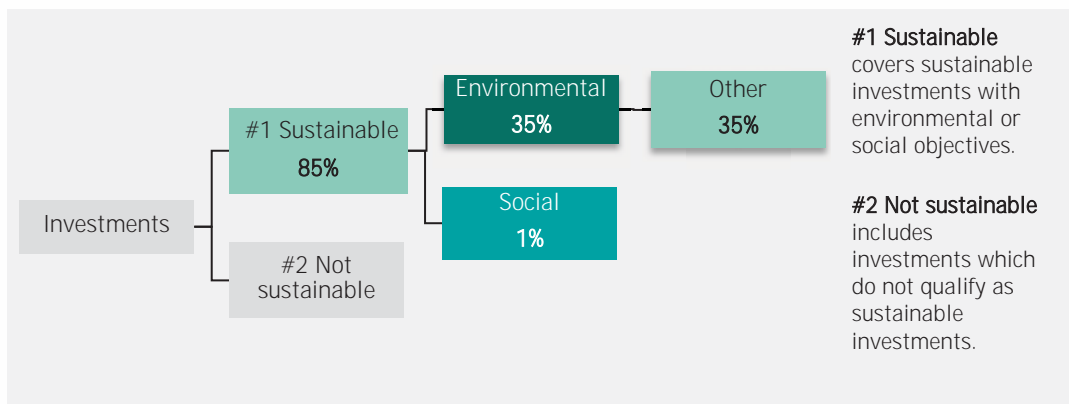 Investments
#1 Sustainable
85%
#2 Not
sustainable
Environmental
35%
Social
1%
Other
35%
#1 Sustainable
covers sustainable
investments with
environmental or
social objectives.
#2 Not sustainable
includes
investments which
do not qualify as
sustainable
investments.